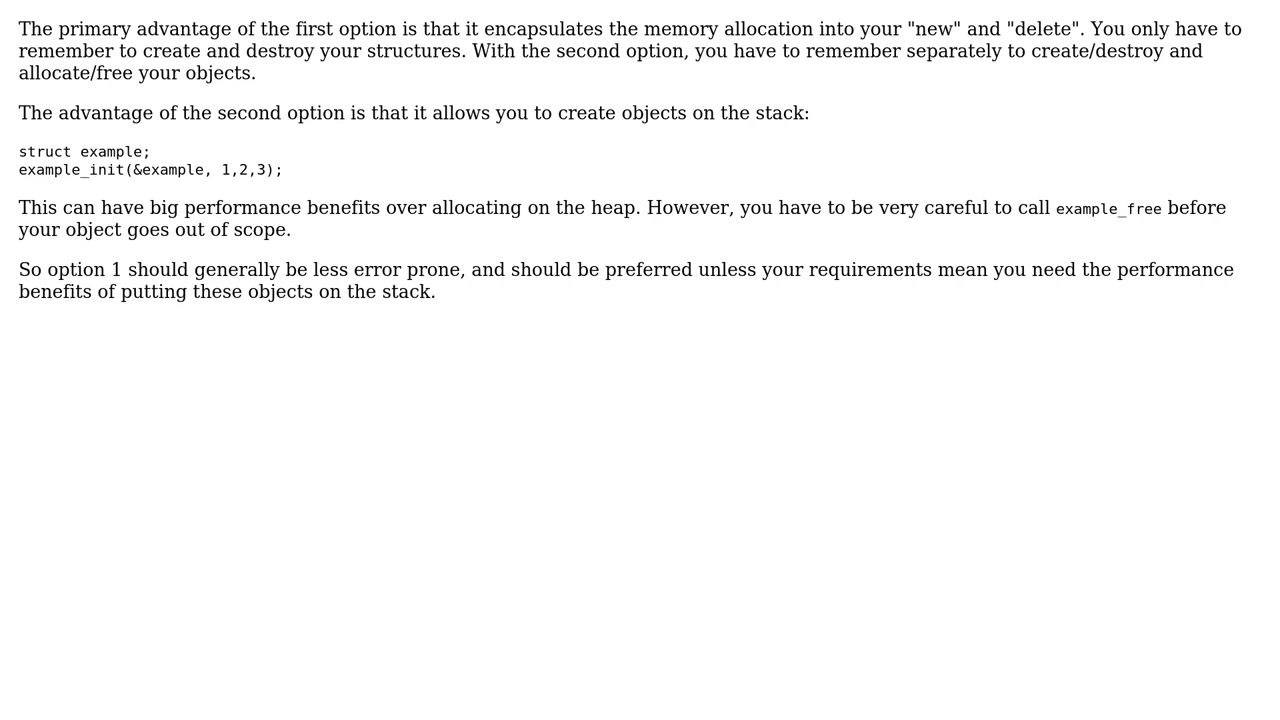 The primary advantage of the first option is that it encapsulates the memory allocation into your "new" and "delete". You only have to
remember to create and destroy your structures. With the second option, you have to remember separately to create/destroy and
allocate/free your objects.
The advantage of the second option is that it allows you to create objects on the stack:
struct example;
example_init(&example, 1,2,3);
This can have big performance benefits over allocating on the heap. However, you have to be very careful to call example_free before
your object goes out of scope.
So option 1 should generally be less error prone, and should be preferred unless your requirements mean you need the performance
benefits of putting these objects on the stack.